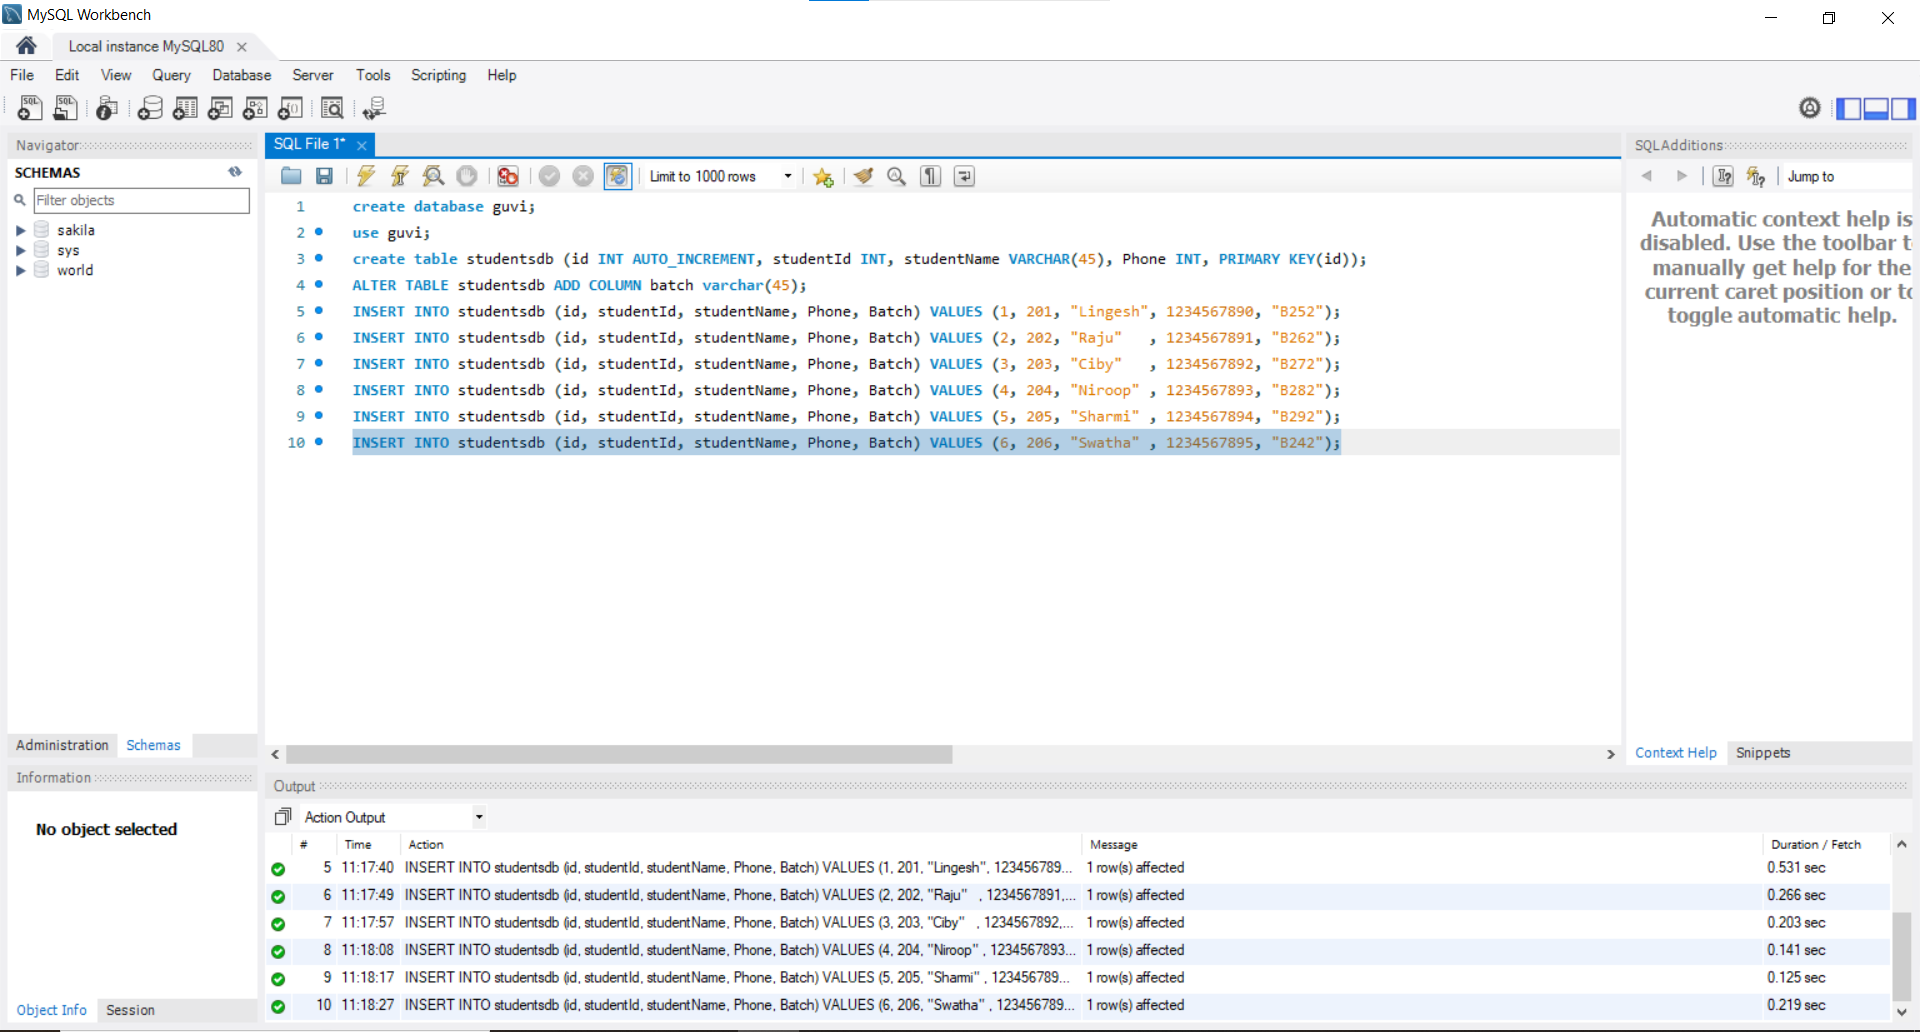 MySQL Workbench
Local instance MySQL80
File Edit View Query Database Server Tools Scripting Help
Navigator
SCHEMAS
Filter objects
sakila
sys
world
Administration Schemas
Information
No object selected
Object Info Session
SQL File 1*
Limit to 1000 rows
1 create database guvi;
2 use guvi;
3 create table studentsdb (id INT AUTO_INCREMENT, studentId INT, studentName VARCHAR(45), Phone INT, PRIMARY KEY(id));
4 ALTER TABLE studentsdb ADD COLUMN batch varchar(45);
5 INSERT INTO studentsdb (id, studentId, studentName, Phone, Batch) VALUES (1, 201, "Lingesh", 1234567890, "B252");
6 INSERT INTO studentsdb (id, studentId, studentName, Phone, Batch) VALUES (2, 202, "Raju"   , 1234567891, "B262");
7 INSERT INTO studentsdb (id, studentId, studentName, Phone, Batch) VALUES (3, 203, "Ciby"   , 1234567892, "B272");
8 INSERT INTO studentsdb (id, studentId, studentName, Phone, Batch) VALUES (4, 204, "Niroop" , 1234567893, "B282");
9 INSERT INTO studentsdb (id, studentId, studentName, Phone, Batch) VALUES (5, 205, "Sharmi" , 1234567894, "B292");
10 INSERT INTO studentsdb (id, studentId, studentName, Phone, Batch) VALUES (6, 206, "Swatha" , 1234567895, "B242");
SQLAdditions
Jump to
Automatic context help is
disabled. Use the toolbar t
manually get help for the
current caret position or to
toggle automatic help.
Context Help Snippets
Output
Action Output
# Time Action Message Duration / Fetch
5 11:17:40 INSERT INTO studentsdb (id, studentId, studentName, Phone, Batch) VALUES (1, 201, "Lingesh", 123456789... 1 row(s) affected 0.531 sec
6 11:17:49 INSERT INTO studentsdb (id, studentId, studentName, Phone, Batch) VALUES (2, 202, "Raju"   , 1234567891,... 1 row(s) affected 0.266 sec
7 11:17:57 INSERT INTO studentsdb (id, studentId, studentName, Phone, Batch) VALUES (3, 203, "Ciby"   , 1234567892,... 1 row(s) affected 0.203 sec
8 11:18:08 INSERT INTO studentsdb (id, studentId, studentName, Phone, Batch) VALUES (4, 204, "Niroop" , 1234567893... 1 row(s) affected 0.141 sec
9 11:18:17 INSERT INTO studentsdb (id, studentId, studentName, Phone, Batch) VALUES (5, 205, "Sharmi" , 123456789... 1 row(s) affected 0.125 sec
10 11:18:27 INSERT INTO studentsdb (id, studentId, studentName, Phone, Batch) VALUES (6, 206, "Swatha" , 123456789... 1 row(s) affected 0.219 sec